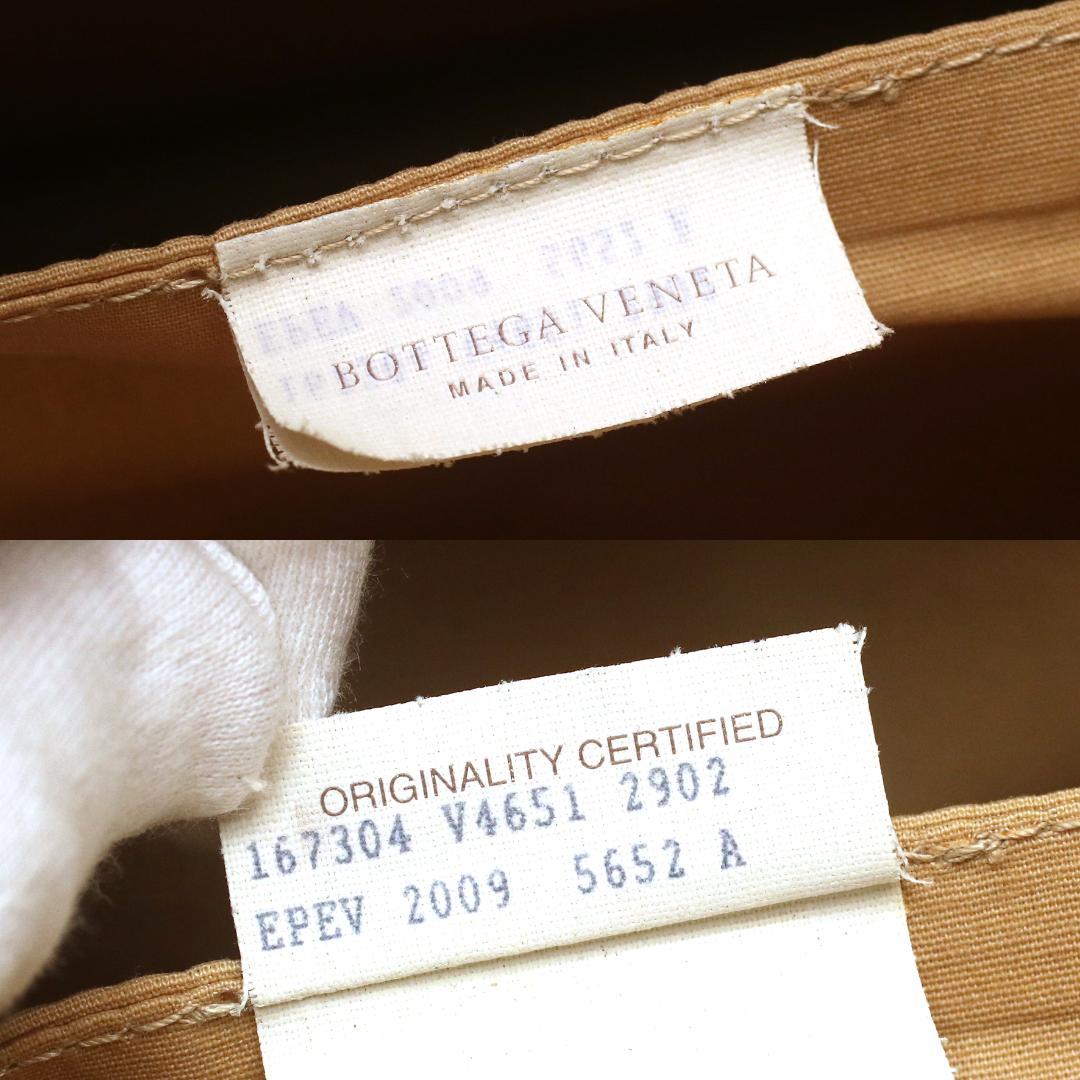 BOTTEGA VENETA
MADE IN ITALY
ORIGINALITY CERTIFIED
167304 V4651 2902
EPEV 2009 5652 A